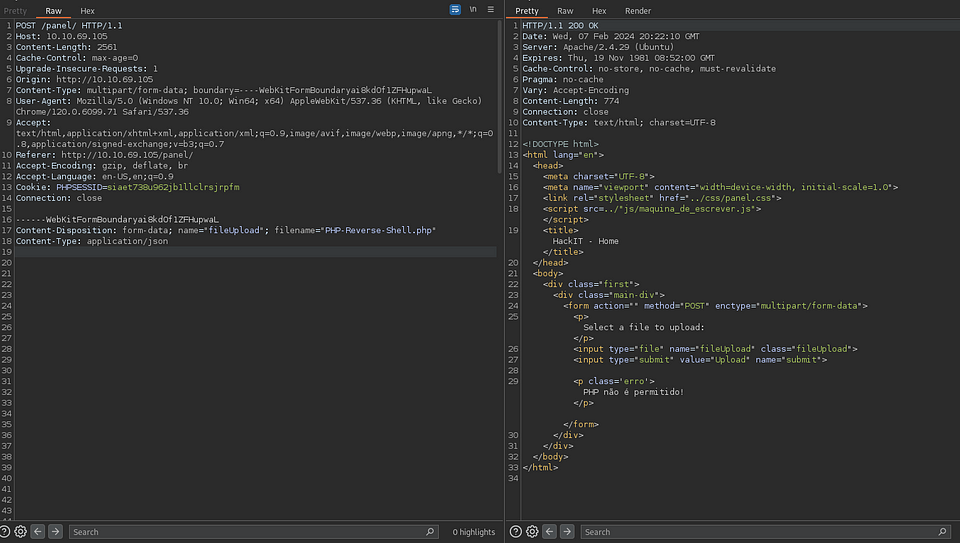 Pretty Raw Hex
\n
1 POST /panel/ HTTP/1.1
2 Host: 10.10.69.105
3 Content-Length: 2561
4 Cache-Control: max-age=0
5 Upgrade-Insecure-Requests: 1
6 Origin: http://10.10.69.105
7 Content-Type: multipart/form-data; boundary=----WebKitFormBoundaryai8kdOf1ZFHupwaL
8 User-Agent: Mozilla/5.0 (Windows NT 10.0; Win64; x64) AppleWebKit/537.36 (KHTML, like Gecko)
Chrome/120.0.6099.71 Safari/537.36
9 Accept:
text/html,application/xhtml+xml,application/xml;q=0.9,image/avif,image/webp,image/apng,*/*;q=0
.8,application/signed-exchange;v=b3;q=0.7
10 Referer: http://10.10.69.105/panel/
11 Accept-Encoding: gzip, deflate, br
12 Accept-Language: en-US,en;q=0.9
13 Cookie: PHPSESSID=siaet738u962jb1llclrsjrpfm
14 Connection: close
15
16 ------WebKitFormBoundaryai8kdOf1ZFHupwaL
17 Content-Disposition: form-data; name="fileUpload"; filename="PHP-Reverse-Shell.php"
18 Content-Type: application/json
19
20
21
22
23
24
25
26
27
28
29
30
31
32
33
34
35
36
37
38
39
40
41
42
43
Search
0 highlights
Pretty Raw Hex Render
1 HTTP/1.1 200 OK
2 Date: Wed, 07 Feb 2024 20:22:10 GMT
3 Server: Apache/2.4.29 (Ubuntu)
4 Expires: Thu, 19 Nov 1981 08:52:00 GMT
5 Cache-Control: no-store, no-cache, must-revalidate
6 Pragma: no-cache
7 Vary: Accept-Encoding
8 Content-Length: 774
9 Connection: close
10 Content-Type: text/html; charset=UTF-8
11
12 <!DOCTYPE html>
13 <html lang="en">
14 <head>
15 <meta charset="UTF-8">
16 <meta name="viewport" content="width=device-width, initial-scale=1.0">
17 <link rel="stylesheet" href="../css/panel.css">
18 <script src=../"js/maquina_de_escrever.js">
</script>
19 <title>
HackIT - Home
</title>
20 </head>
21 <body>
22 <div class="first">
23 <div class="main-div">
24 <form action="" method="POST" enctype="multipart/form-data">
25 <p>
Select a file to upload:
</p>
26 <input type="file" name="fileUpload" class="fileUpload">
27 <input type="submit" value="Upload" name="submit">
28
29 <p class='erro'>
PHP não é permitido!
</p>
</form>
30 </div>
31 </div>
32 </body>
33 </html>
34
Search